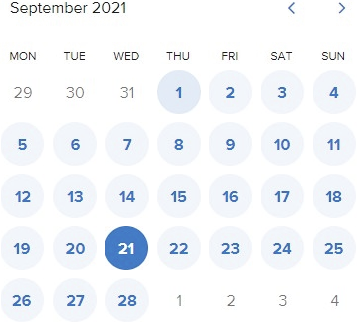 September 2021
MON TUE WED THU FRI SAT SUN
29 30 31 1 2 3 4
5 6 7 8 9 10 11
12 13 14 15 16 17 18
19 20 21 22 23 24 25
26 27 28 1 2 3 4